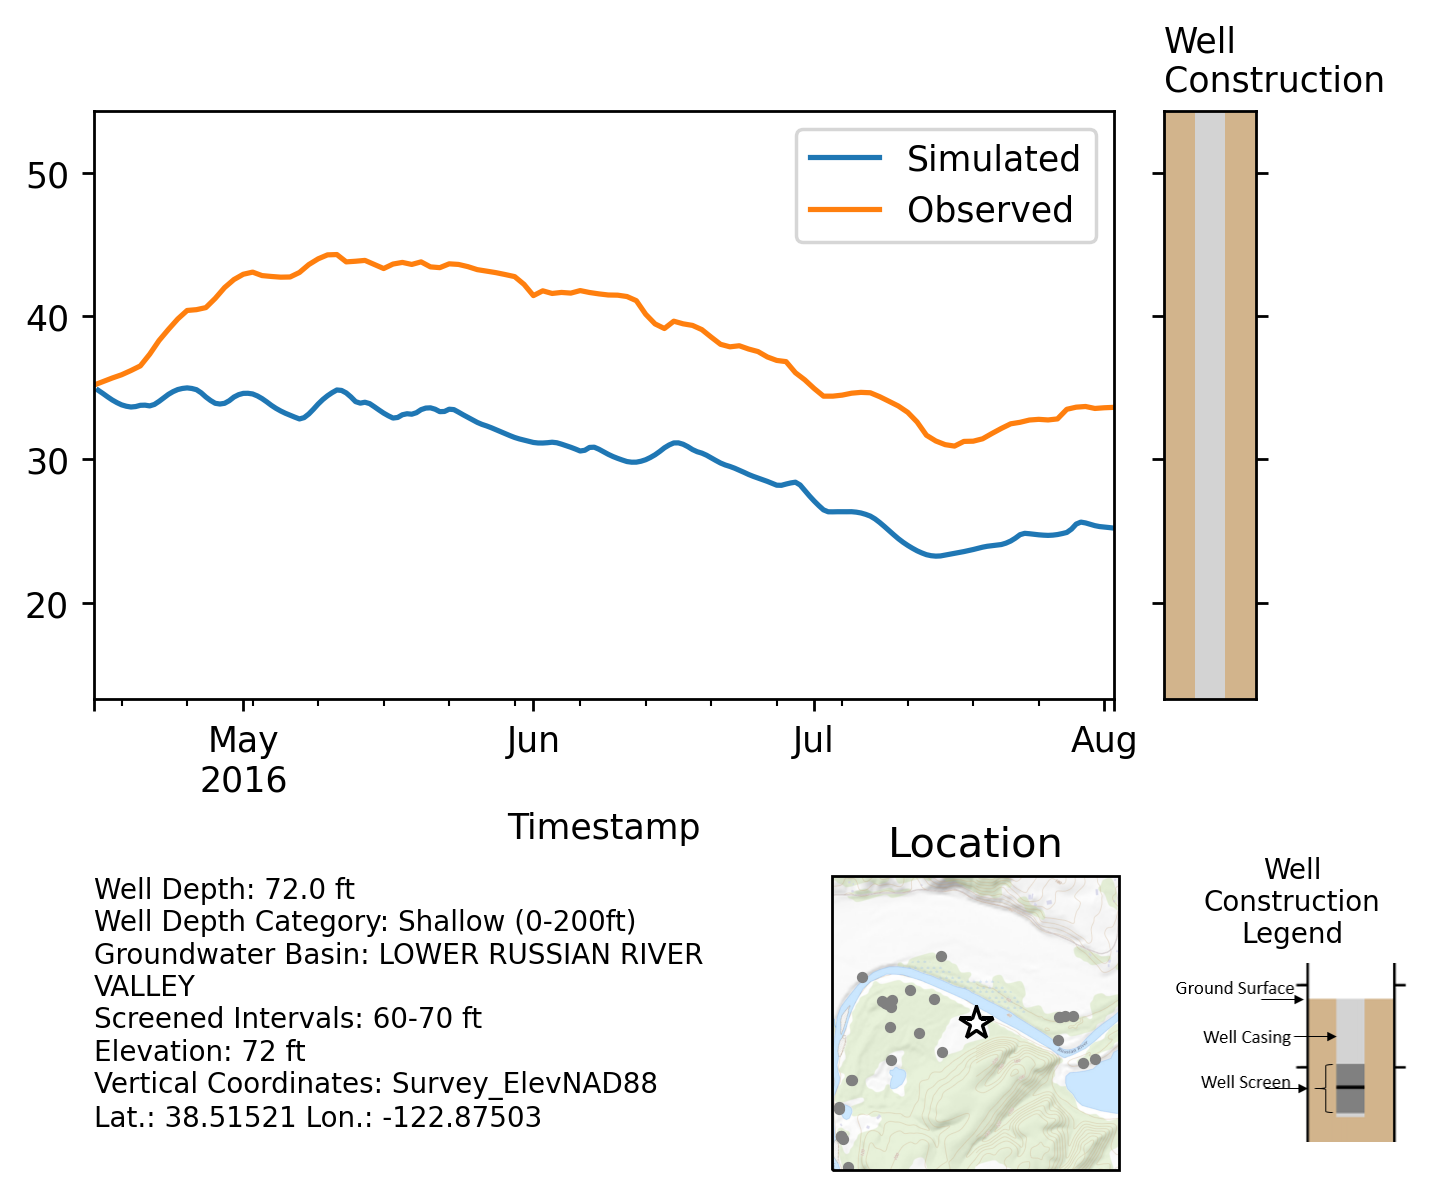 Well
Construction
50
40
30
20
Simulated
Observed
May
2016
Jun
Jul
Aug
Timestamp
Well Depth: 72.0 ft
Well Depth Category: Shallow (0-200ft)
Groundwater Basin: LOWER RUSSIAN RIVER
VALLEY
Screened Intervals: 60-70 ft
Elevation: 72 ft
Vertical Coordinates: Survey_ElevNAD88
Lat.: 38.51521 Lon.: -122.87503
Location
Russian River
Well
Construction
Legend
Ground Surface
Well Casing
Well Screen